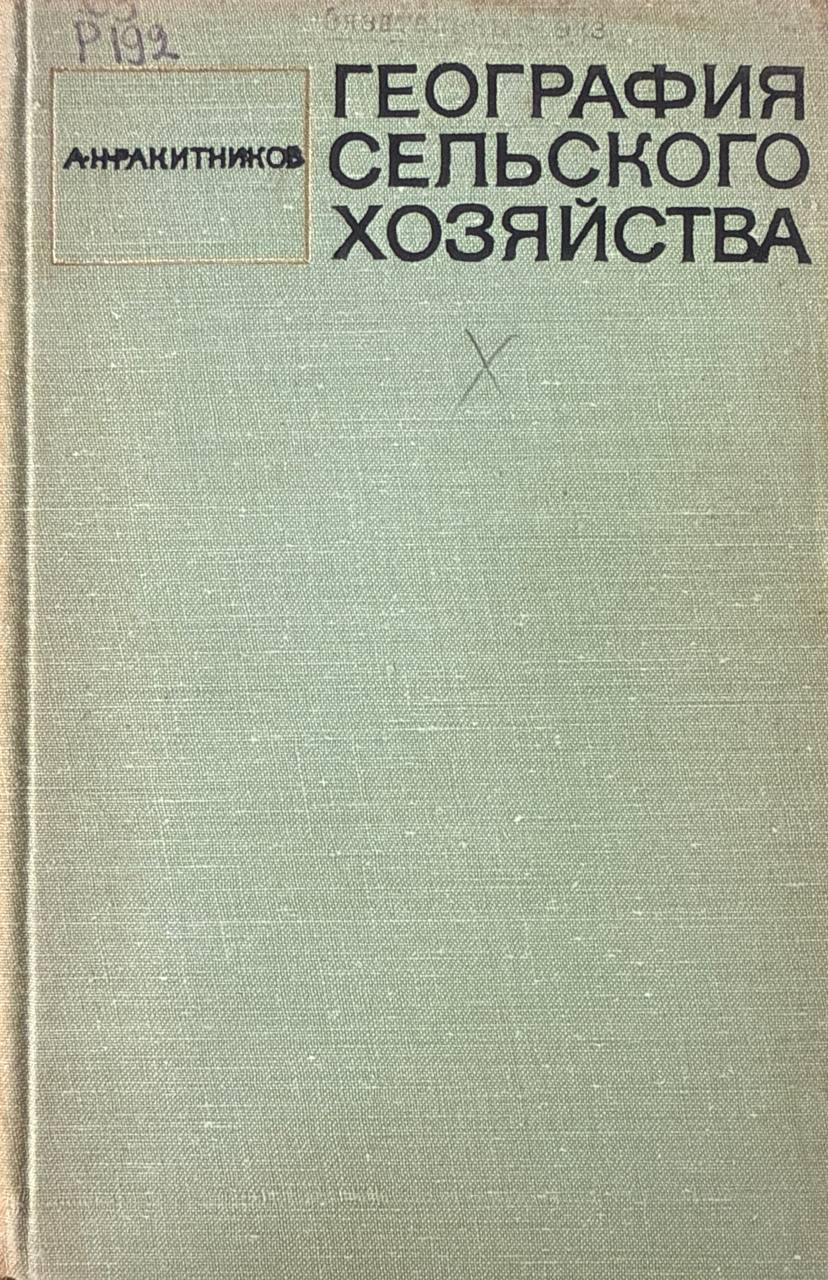 Р192
А·Н·РАКИТНИКОВ
ГЕОГРАФИЯ
СЕЛЬСКОГО
ХОЗЯЙСТВА